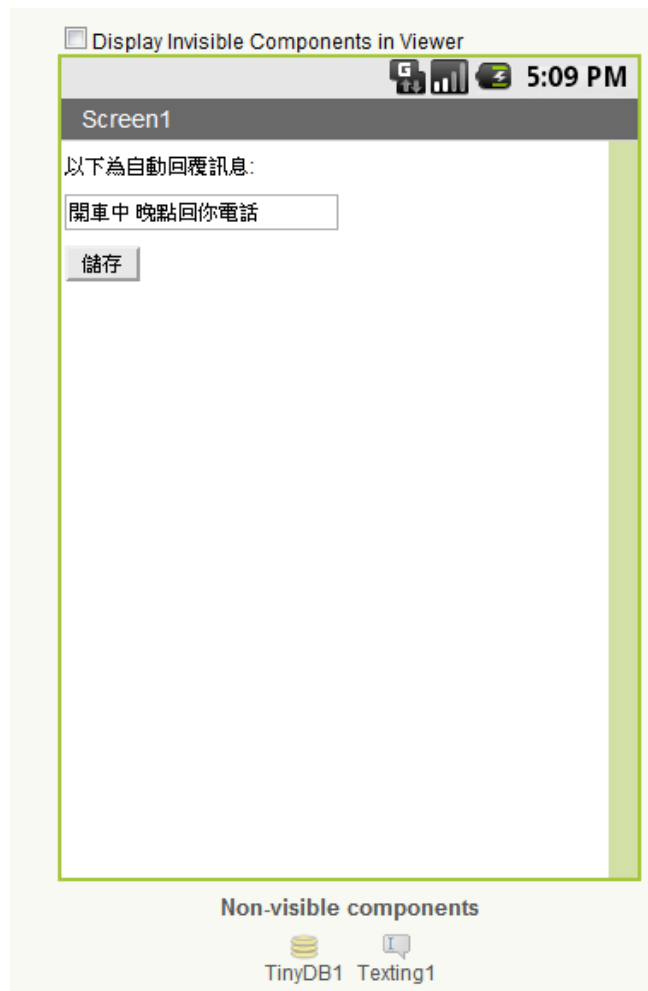 Display Invisible Components in Viewer
5:09 PM
Screen1
以下為自動回覆訊息:
開車中 晚點回你電話
儲存
Non-visible components
TinyDB1 Texting1